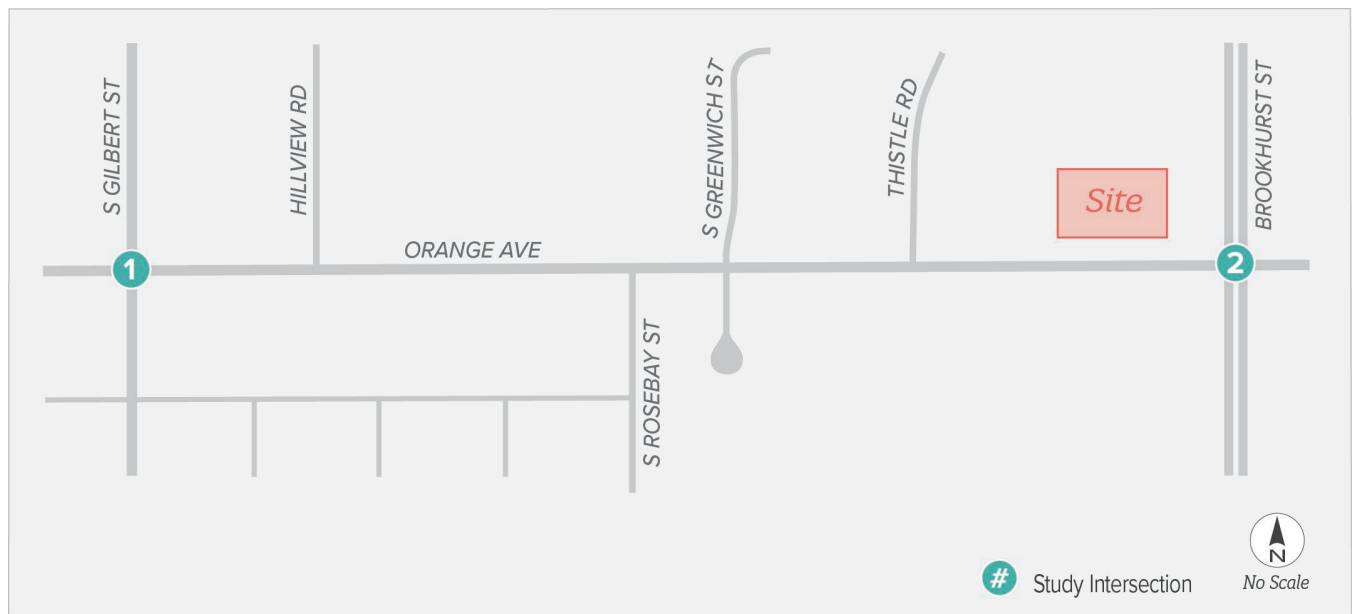 S GILBERT ST
HILLVIEW RD
S GREENWICH ST
THISTLE RD
BROOKHURST ST
Site
ORANGE AVE
1
2
S ROSEBAY ST
# Study Intersection
N
No Scale